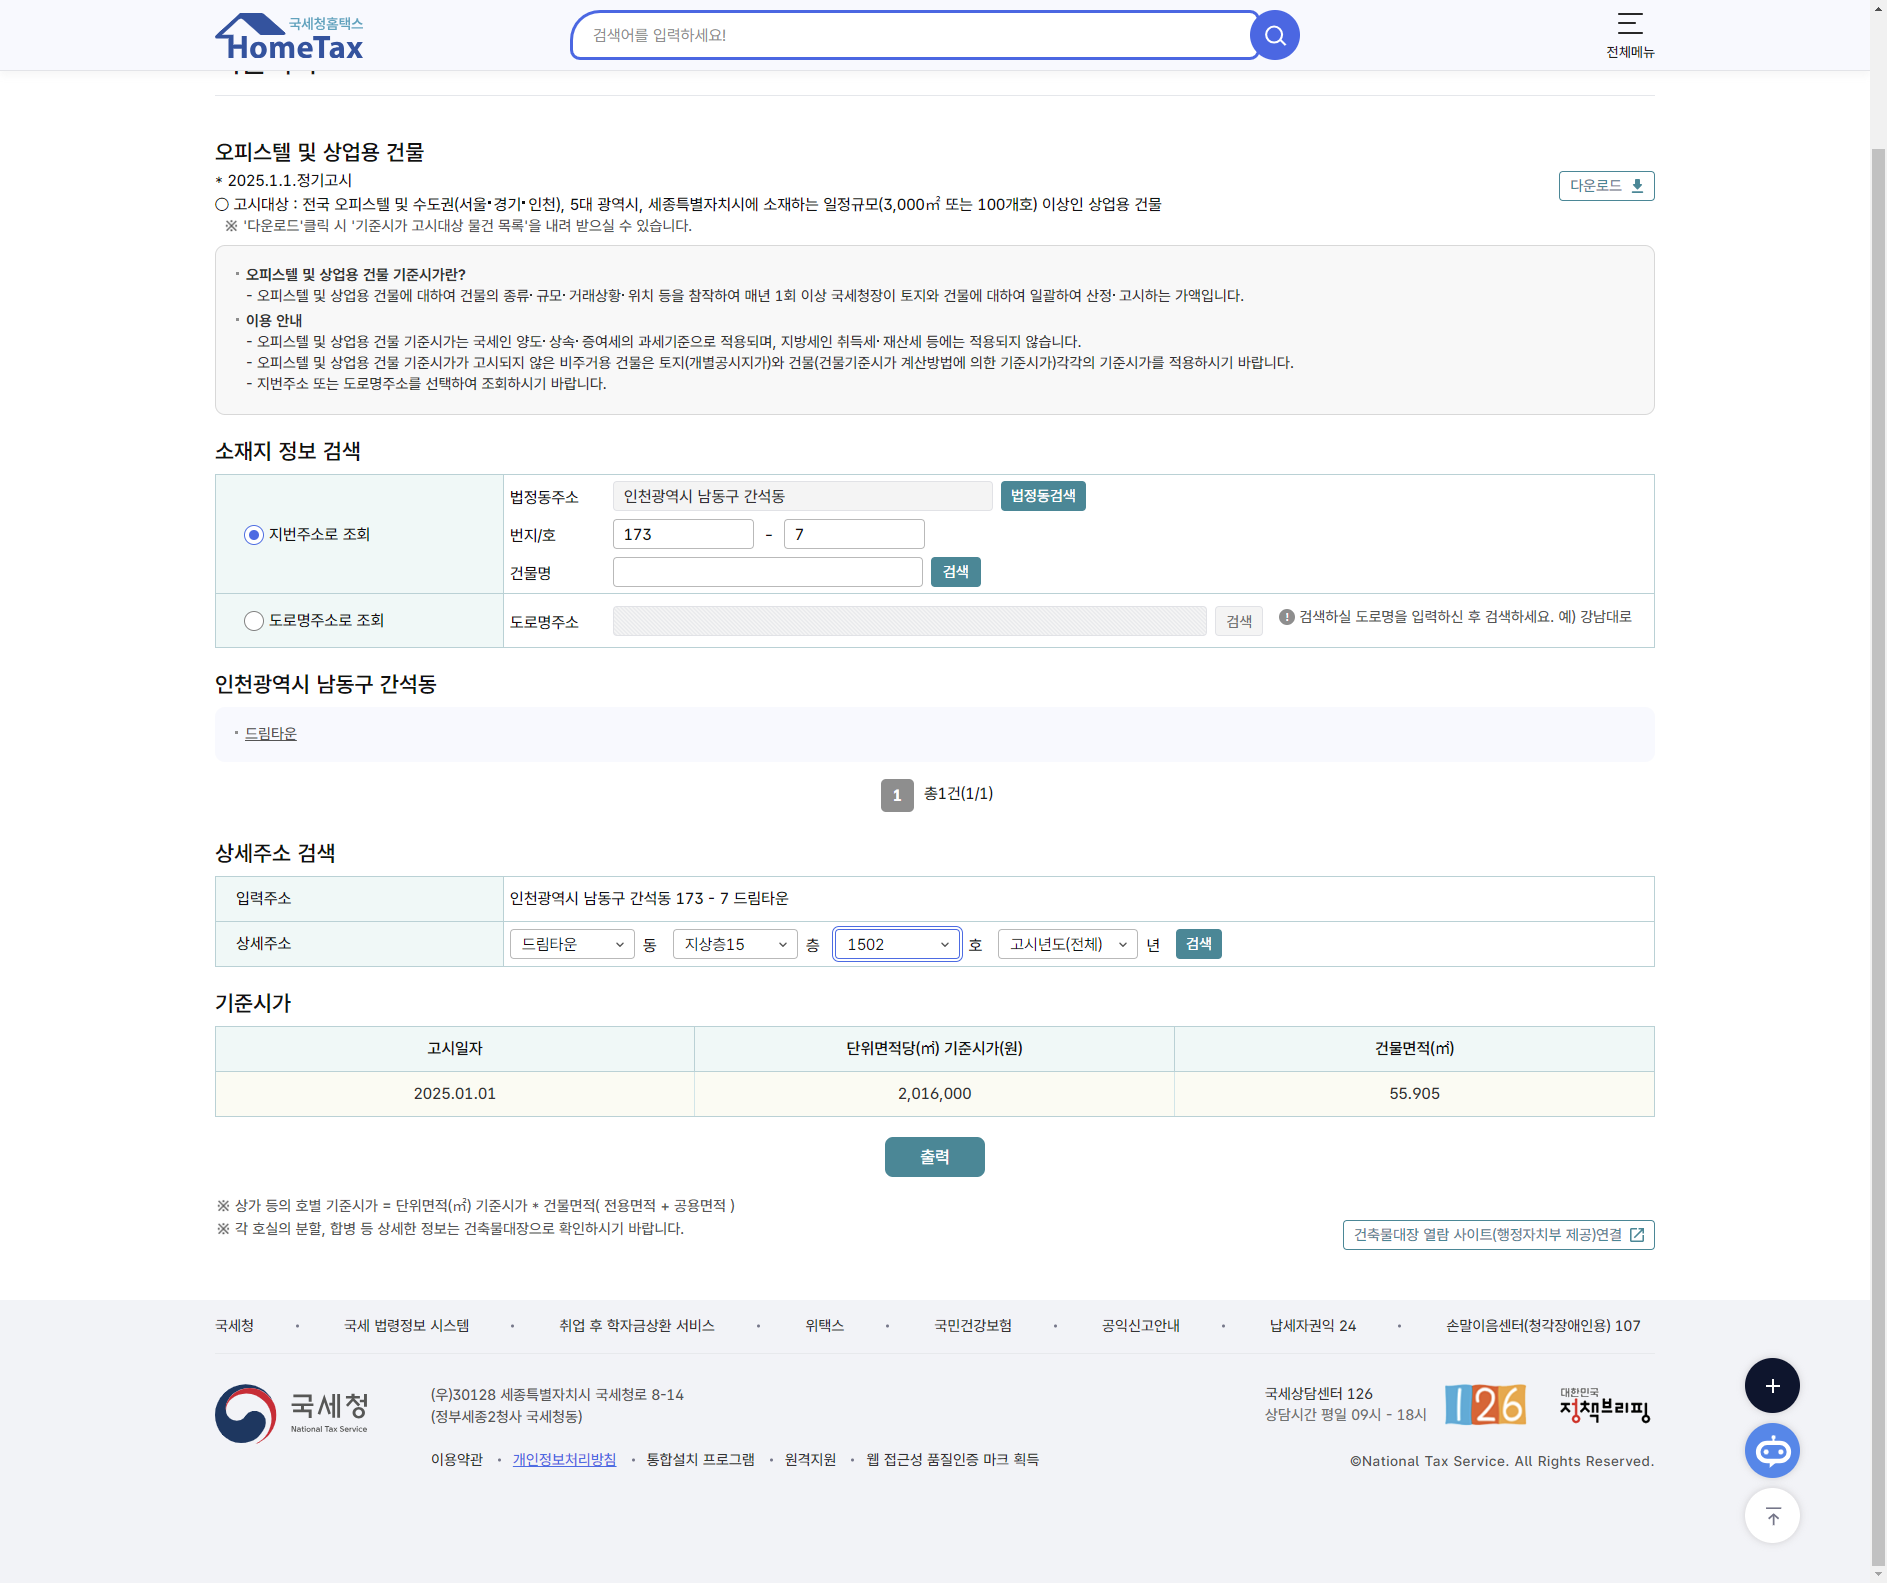 국세청홈택스
HomeTax
검색어를 입력하세요!
전체메뉴
오피스텔 및 상업용 건물
* 2025.1.1.정기고시
○ 고시대상 : 전국 오피스텔 및 수도권(서울·경기·인천), 5대 광역시, 세종특별자치시에 소재하는 일정규모(3,000㎡ 또는 100개호) 이상인 상업용 건물
※ '다운로드'클릭 시 '기준시가 고시대상 물건 목록'을 내려 받으실 수 있습니다.
다운로드
오피스텔 및 상업용 건물 기준시가란?
- 오피스텔 및 상업용 건물에 대하여 건물의 종류·규모·거래상황·위치 등을 참작하여 매년 1회 이상 국세청장이 토지와 건물에 대하여 일괄하여 산정·고시하는 가액입니다.
이용 안내
- 오피스텔 및 상업용 건물 기준시가는 국세인 양도·상속·증여세의 과세기준으로 적용되며, 지방세인 취득세·재산세 등에는 적용되지 않습니다.
- 오피스텔 및 상업용 건물 기준시가가 고시되지 않은 비주거용 건물은 토지(개별공시지가)와 건물(건물기준시가 계산방법에 의한 기준시가)각각의 기준시가를 적용하시기 바랍니다.
- 지번주소 또는 도로명주소를 선택하여 조회하시기 바랍니다.
소재지 정보 검색
지번주소로 조회
법정동주소 인천광역시 남동구 간석동 법정동검색
번지/호 173 - 7
건물명 검색
도로명주소로 조회
도로명주소 검색 검색하실 도로명을 입력하신 후 검색하세요. 예) 강남대로
인천광역시 남동구 간석동
드림타운
1 총1건(1/1)
상세주소 검색
입력주소 인천광역시 남동구 간석동 173 - 7 드림타운
상세주소 드림타운 동 지상층15 층 1502 호 고시년도(전체) 년 검색
기준시가
고시일자 단위면적당(㎡) 기준시가(원) 건물면적(㎡)
2025.01.01 2,016,000 55.905
출력
※ 상가 등의 호별 기준시가 = 단위면적(㎡) 기준시가 * 건물면적( 전용면적 + 공용면적 )
※ 각 호실의 분할, 합병 등 상세한 정보는 건축물대장으로 확인하시기 바랍니다.
건축물대장 열람 사이트(행정자치부 제공)연결
국세청 · 국세 법령정보 시스템 · 취업 후 학자금상환 서비스 · 위택스 · 국민건강보험 · 공익신고안내 · 납세자권익 24 · 손말이음센터(청각장애인용) 107
국세청
National Tax Service
(우)30128 세종특별자치시 국세청로 8-14
(정부세종2청사 국세청동)
국세상담센터 126
상담시간 평일 09시 - 18시
126
대한민국
정책브리핑
이용약관 · 개인정보처리방침 · 통합설치 프로그램 · 원격지원 · 웹 접근성 품질인증 마크 획득
©National Tax Service. All Rights Reserved.